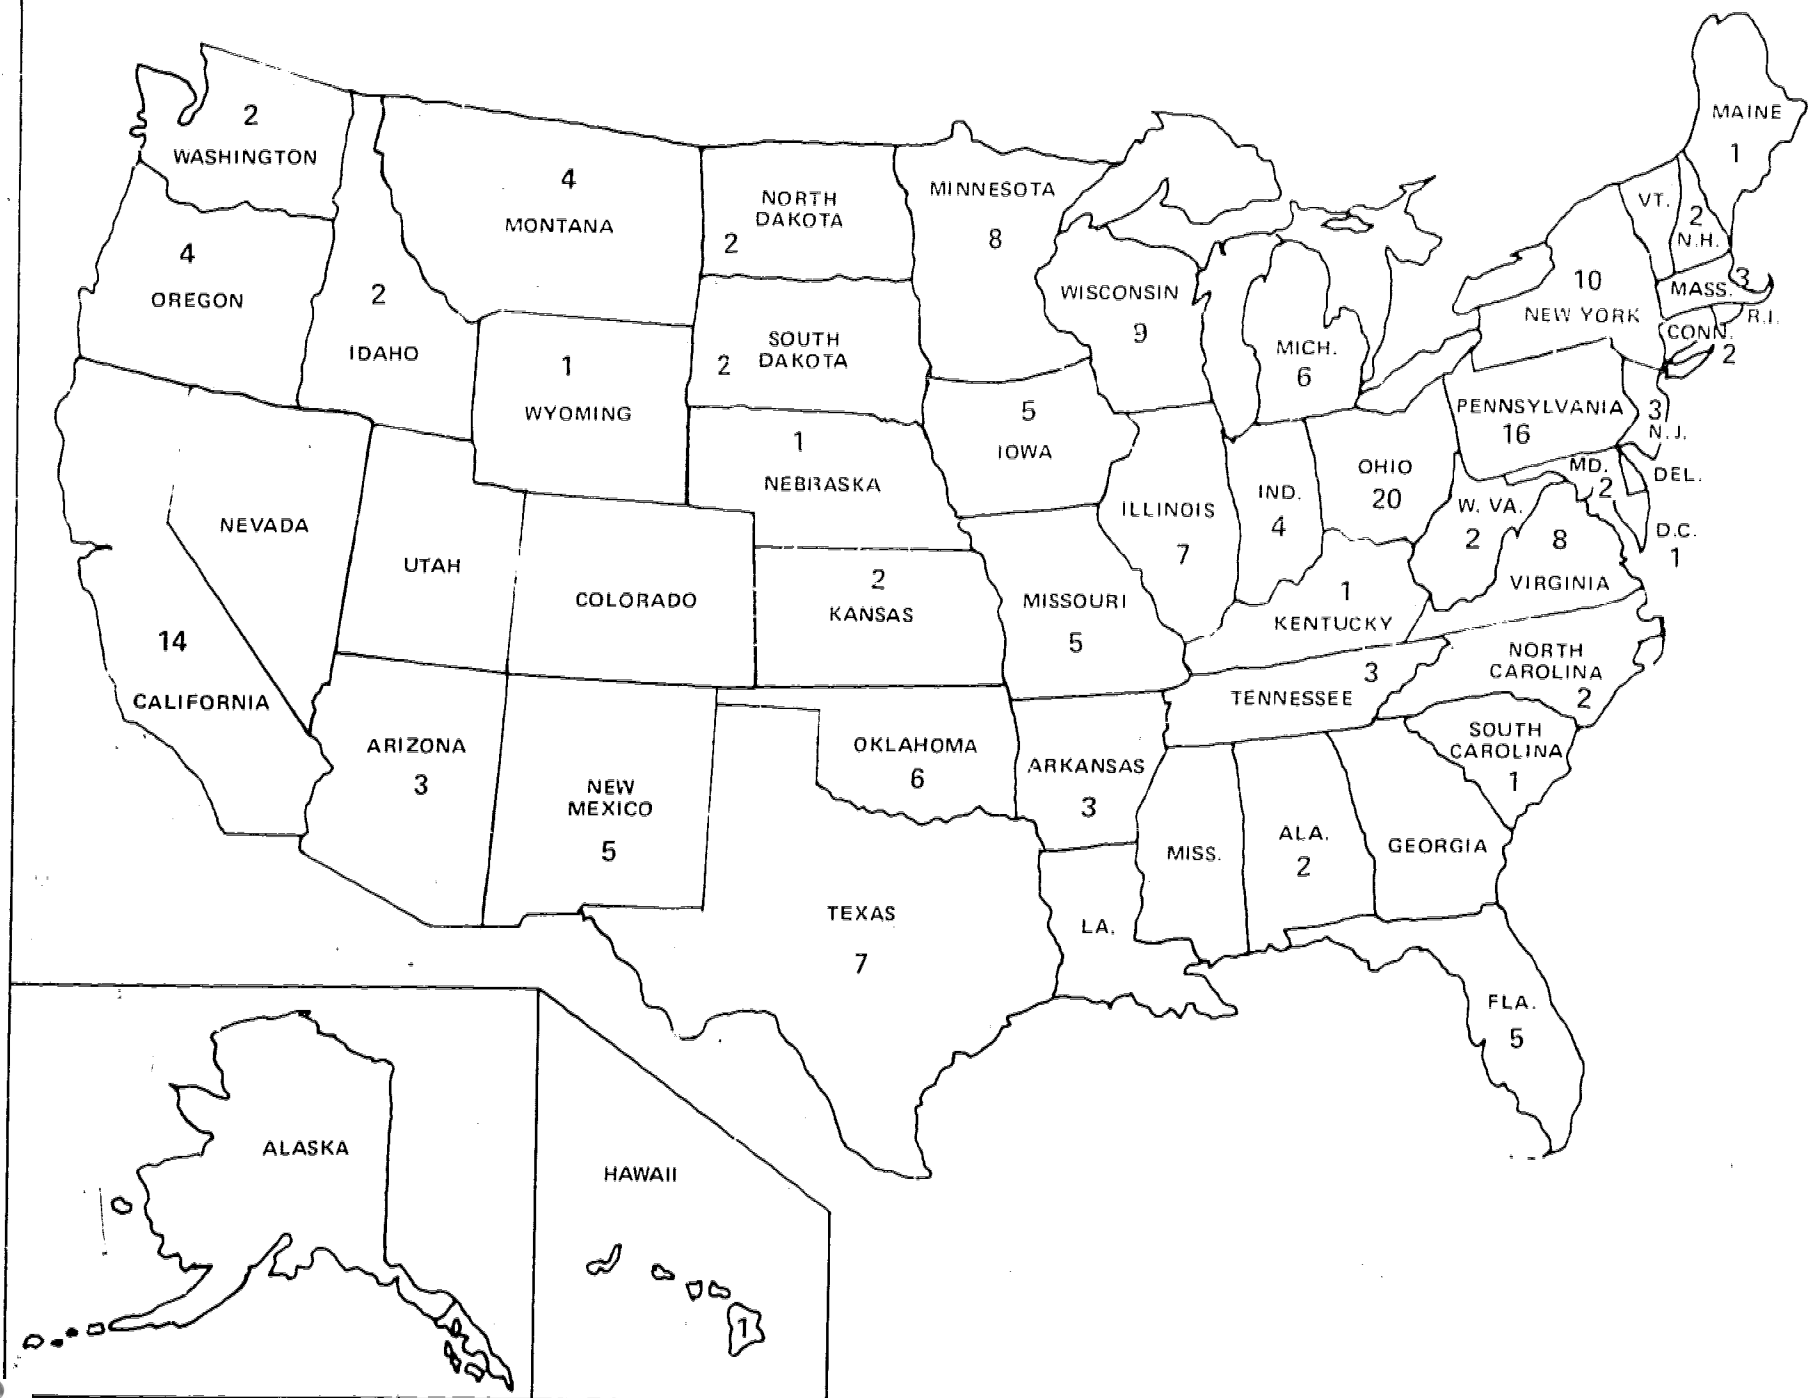 2
WASHINGTON
4
OREGON
2
IDAHO
4
MONTANA
1
WYOMING
NORTH
DAKOTA
2
SOUTH
DAKOTA
2
1
NEBRASKA
2
KANSAS
MINNESOTA
8
WISCONSIN
9
5
IOWA
MICH.
6
ILLINOIS
7
IND.
4
OHIO
20
MISSOURI
5
1
KENTUCKY
3
TENNESSEE
NEVADA
UTAH
COLORADO
14
CALIFORNIA
ARIZONA
3
NEW
MEXICO
5
OKLAHOMA
6
TEXAS
7
ARKANSAS
3
LA.
MISS.
ALA.
2
GEORGIA
FLA.
5
SOUTH
CAROLINA
1
NORTH
CAROLINA
2
8
VIRGINIA
W. VA.
2
MD.
2
DEL.
D.C.
1
PENNSYLVANIA
16
3
N.J.
10
NEW YORK
CONN.
2
R.I.
MASS.
3
VT.
2
N.H.
MAINE
1
ALASKA
HAWAII
1